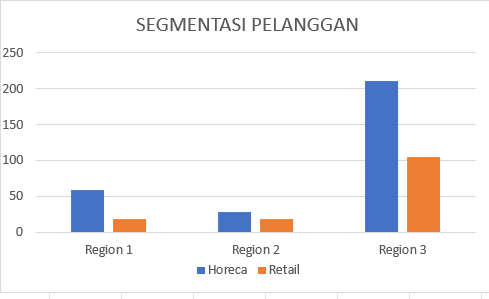 SEGMENTASI PELANGGAN
250
200
150
100
50
0
Region 1 Region 2 Region 3
Horeca Retail